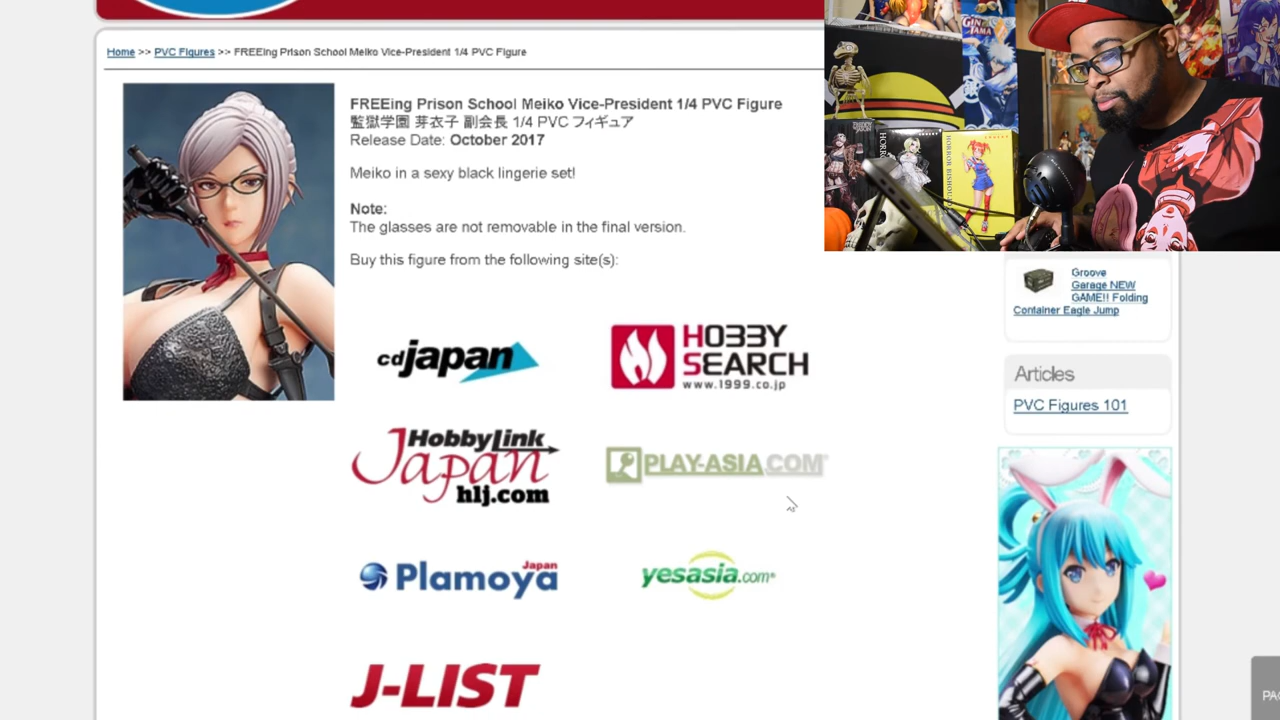 Home >> PVC Figures >> FREEing Prison School Meiko Vice-President 1/4 PVC Figure
FREEing Prison School Meiko Vice-President 1/4 PVC Figure
監獄学園 芽衣子 副会長 1/4 PVC フィギュア
Release Date: October 2017
Meiko in a sexy black lingerie set!
Note:
The glasses are not removable in the final version.
Buy this figure from the following site(s):
cdjapan
HOBBY
SEARCH
www.1999.co.jp
HobbyLink
Japan
hlj.com
PLAY-ASIA.COM
Plamoya
Japan
yesasia.com
J-LIST
GIN
TAMA
Groove
Garage NEW
GAME!! Folding
Container Eagle Jump
Articles
PVC Figures 101